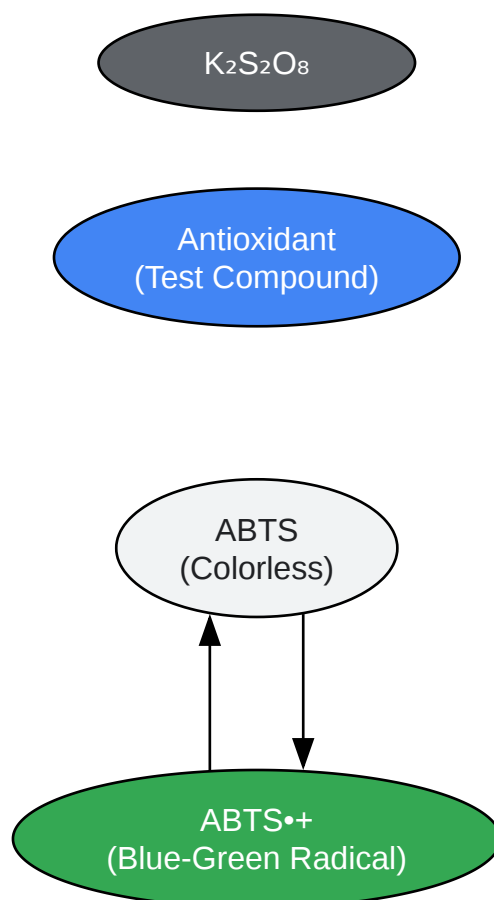 K₂S₂O₈
Antioxidant
(Test Compound)
ABTS
(Colorless)
ABTS•+
(Blue-Green Radical)